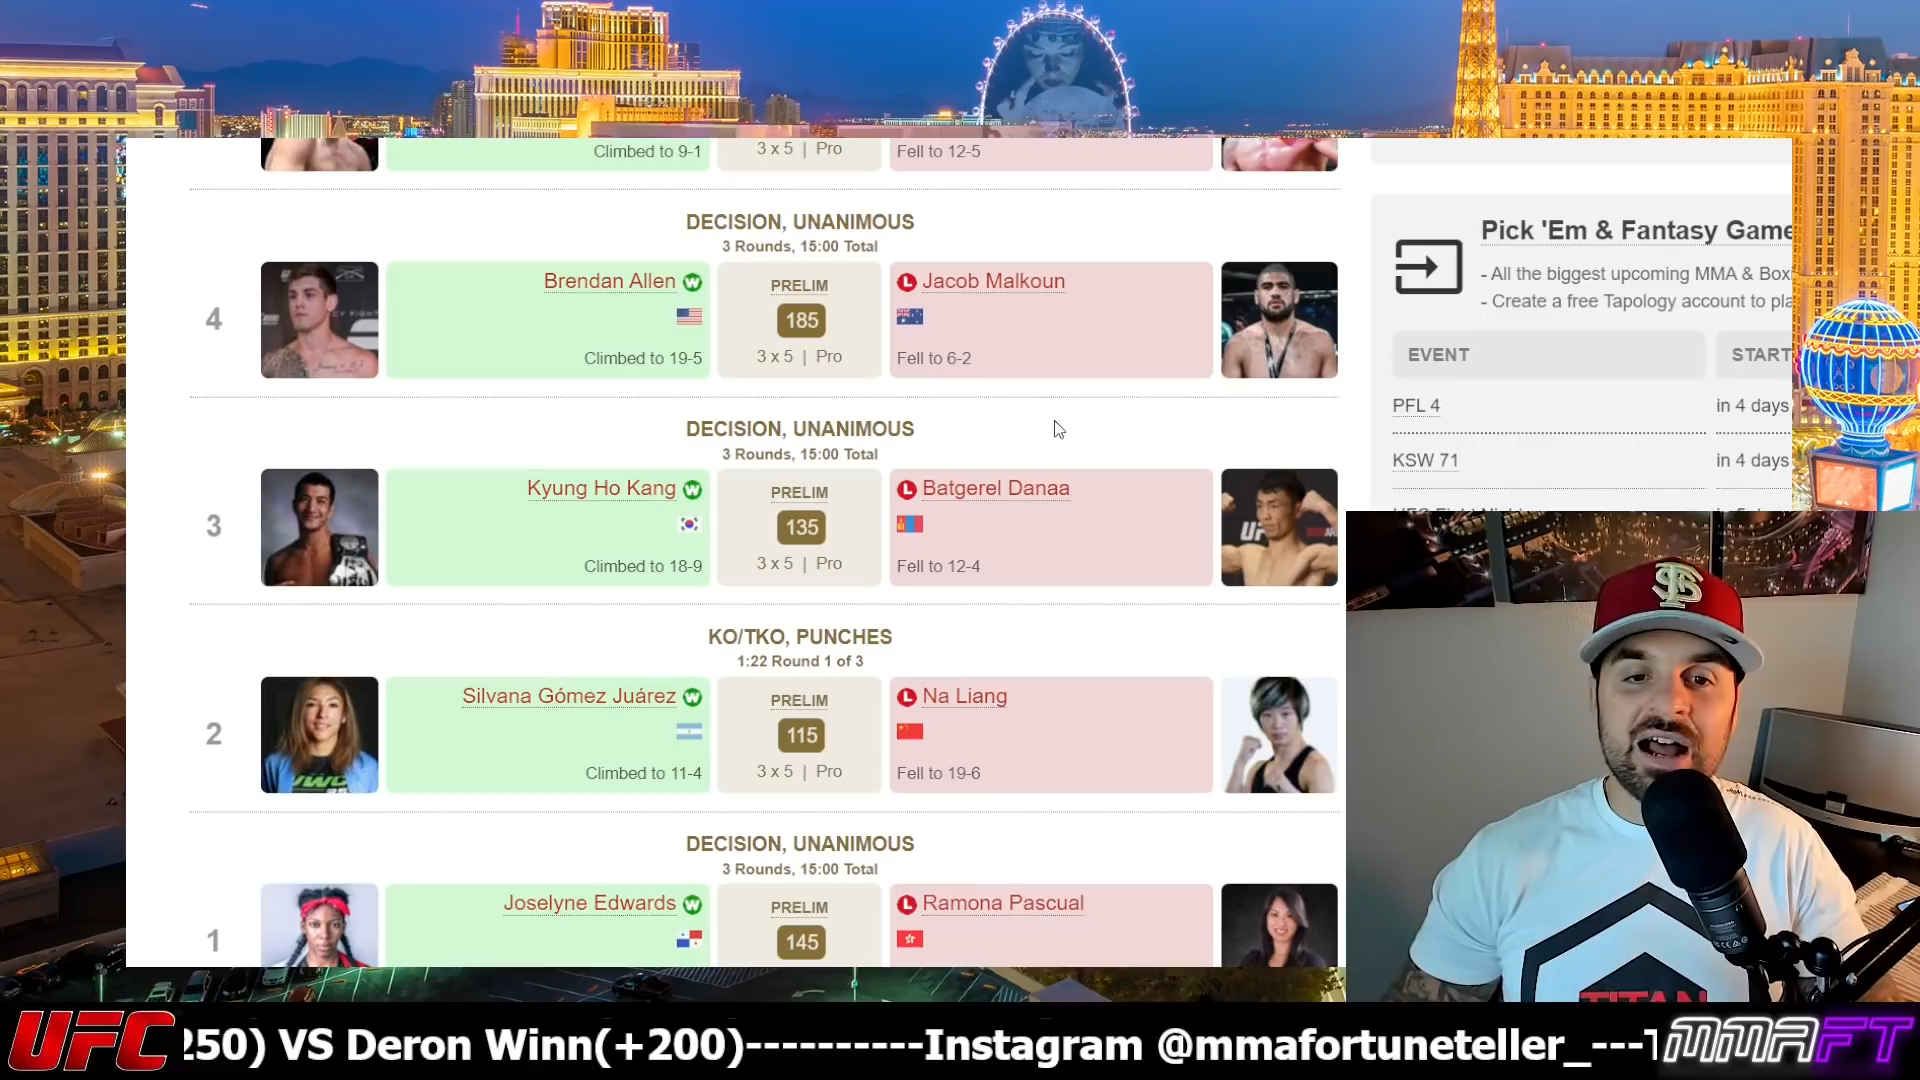 Climbed to 9-1
3 x 5 | Pro
Fell to 12-5
DECISION, UNANIMOUS
3 Rounds, 15:00 Total
4
Brendan Allen W
PRELIM
L Jacob Malkoun
185
Climbed to 19-5
3 x 5 | Pro
Fell to 6-2
DECISION, UNANIMOUS
3 Rounds, 15:00 Total
3
Kyung Ho Kang W
PRELIM
L Batgerel Danaa
135
Climbed to 18-9
3 x 5 | Pro
Fell to 12-4
KO/TKO, PUNCHES
1:22 Round 1 of 3
2
Silvana Gómez Juárez W
PRELIM
L Na Liang
115
Climbed to 11-4
3 x 5 | Pro
Fell to 19-6
DECISION, UNANIMOUS
3 Rounds, 15:00 Total
1
Joselyne Edwards W
PRELIM
L Ramona Pascual
145
Pick 'Em & Fantasy Game
- All the biggest upcoming MMA & Box
- Create a free Tapology account to pla
EVENT
START
PFL 4
in 4 days
KSW 71
in 4 days
TITAN
UFC
250) VS Deron Winn(+200)----------Instagram @mmafortuneteller_---
MMAFT